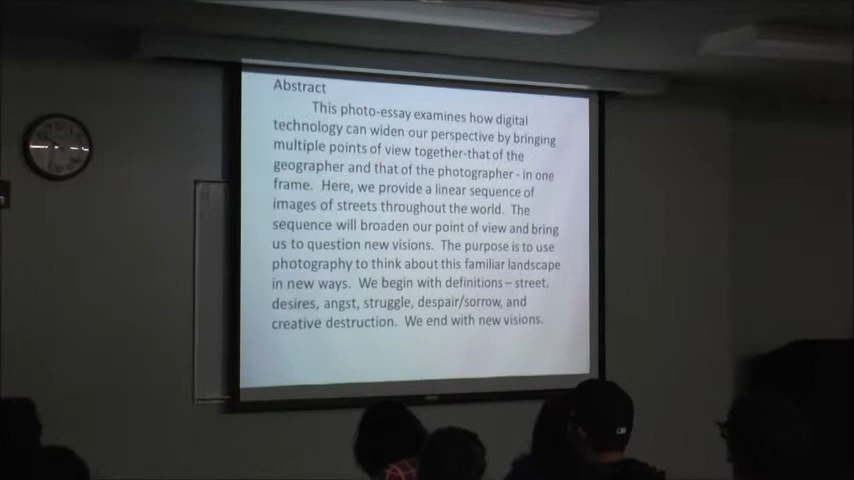 Abstract
This photo-essay examines how digital
technology can widen our perspective by bringing
multiple points of view together-that of the
geographer and that of the photographer - in one
frame. Here, we provide a linear sequence of
images of streets throughout the world. The
sequence will broaden our point of view and bring
us to question new visions. The purpose is to use
photography to think about this familiar landscape
in new ways. We begin with definitions – street,
desires, angst, struggle, despair/sorrow, and
creative destruction. We end with new visions.